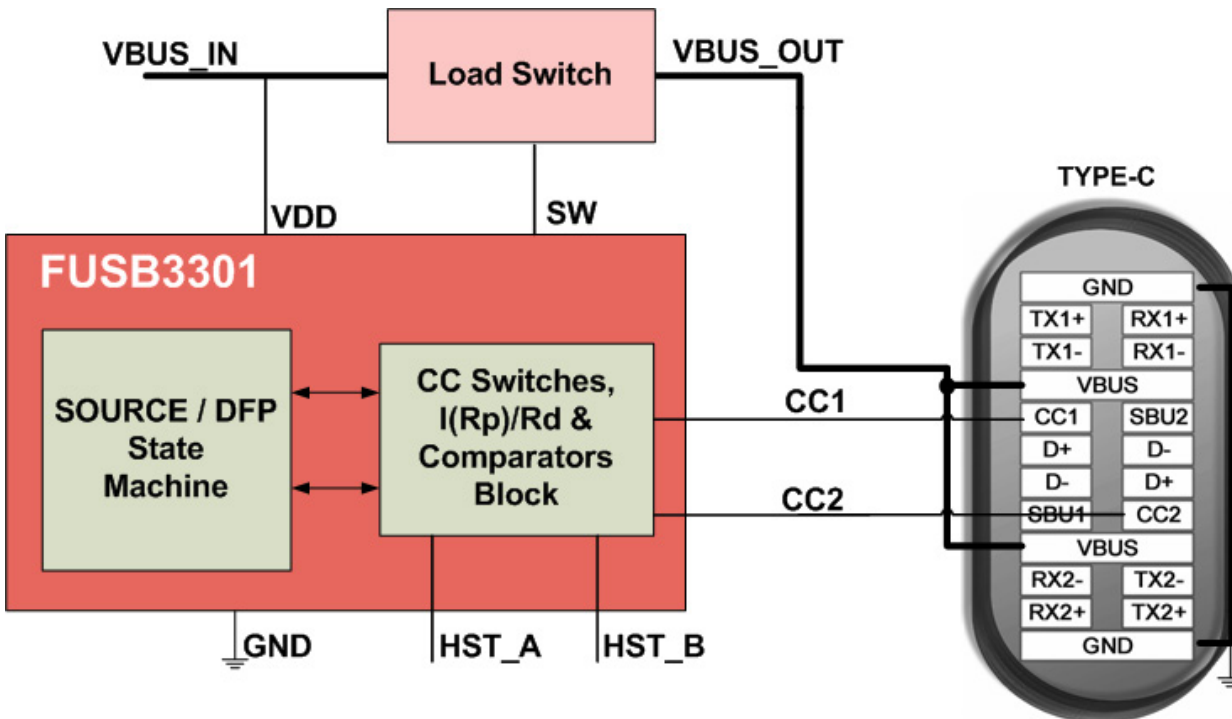 VBUS_IN
Load Switch
VBUS_OUT
TYPE-C
VDD
SW
FUSB3301
SOURCE / DFP
State
Machine
CC Switches,
I(Rp)/Rd &
Comparators
Block
CC1
CC2
GND
HST_A
HST_B
GND
TX1+ RX1+
TX1- RX1-
VBUS
CC1 SBU2
D+ D-
D- D+
SBU1 CC2
VBUS
RX2- TX2-
RX2+ TX2+
GND